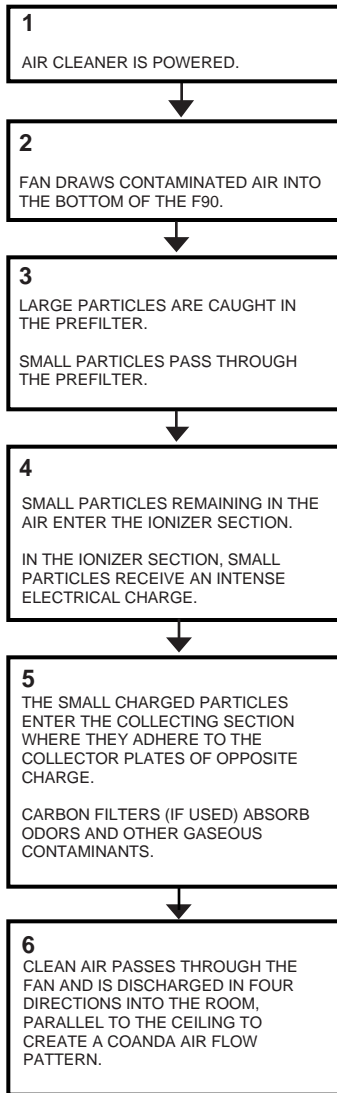 1
AIR CLEANER IS POWERED.
2
FAN DRAWS CONTAMINATED AIR INTO
THE BOTTOM OF THE F90.
3
LARGE PARTICLES ARE CAUGHT IN
THE PREFILTER.
SMALL PARTICLES PASS THROUGH
THE PREFILTER.
4
SMALL PARTICLES REMAINING IN THE
AIR ENTER THE IONIZER SECTION.
IN THE IONIZER SECTION, SMALL
PARTICLES RECEIVE AN INTENSE
ELECTRICAL CHARGE.
5
THE SMALL CHARGED PARTICLES
ENTER THE COLLECTING SECTION
WHERE THEY ADHERE TO THE
COLLECTOR PLATES OF OPPOSITE
CHARGE.
CARBON FILTERS (IF USED) ABSORB
ODORS AND OTHER GASEOUS
CONTAMINANTS.
6
CLEAN AIR PASSES THROUGH THE
FAN AND IS DISCHARGED IN FOUR
DIRECTIONS INTO THE ROOM,
PARALLEL TO THE CEILING TO
CREATE A COANDA AIR FLOW
PATTERN.